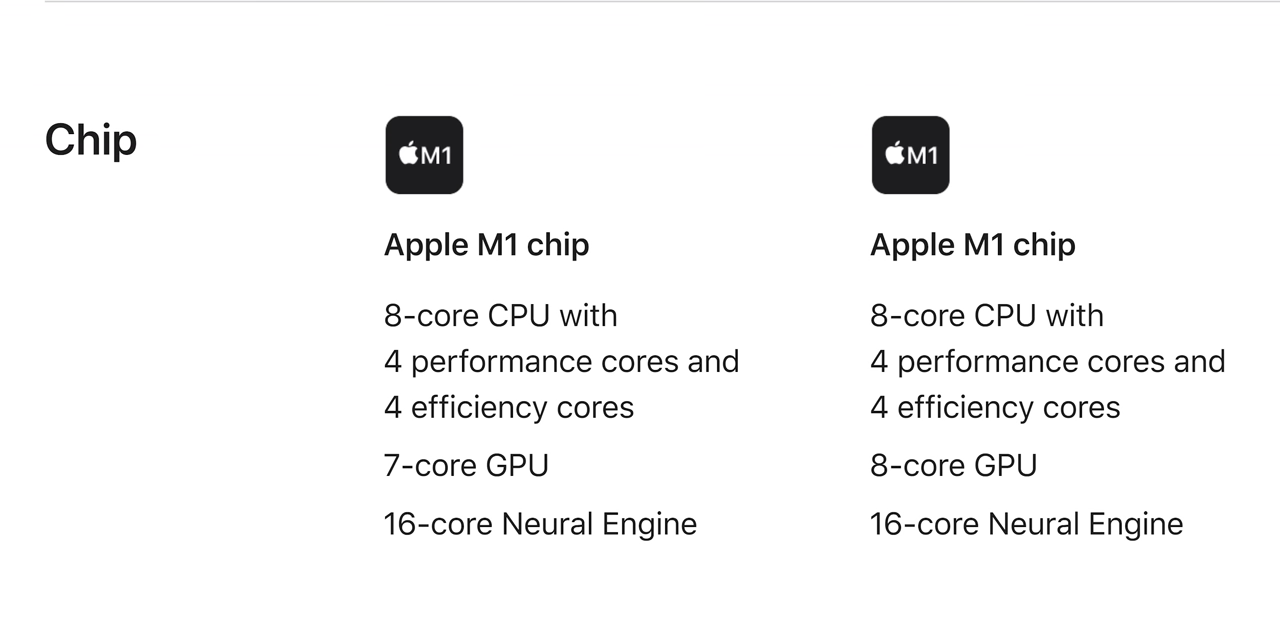 Chip
M1
Apple M1 chip
8-core CPU with
4 performance cores and
4 efficiency cores
7-core GPU
16-core Neural Engine
M1
Apple M1 chip
8-core CPU with
4 performance cores and
4 efficiency cores
8-core GPU
16-core Neural Engine